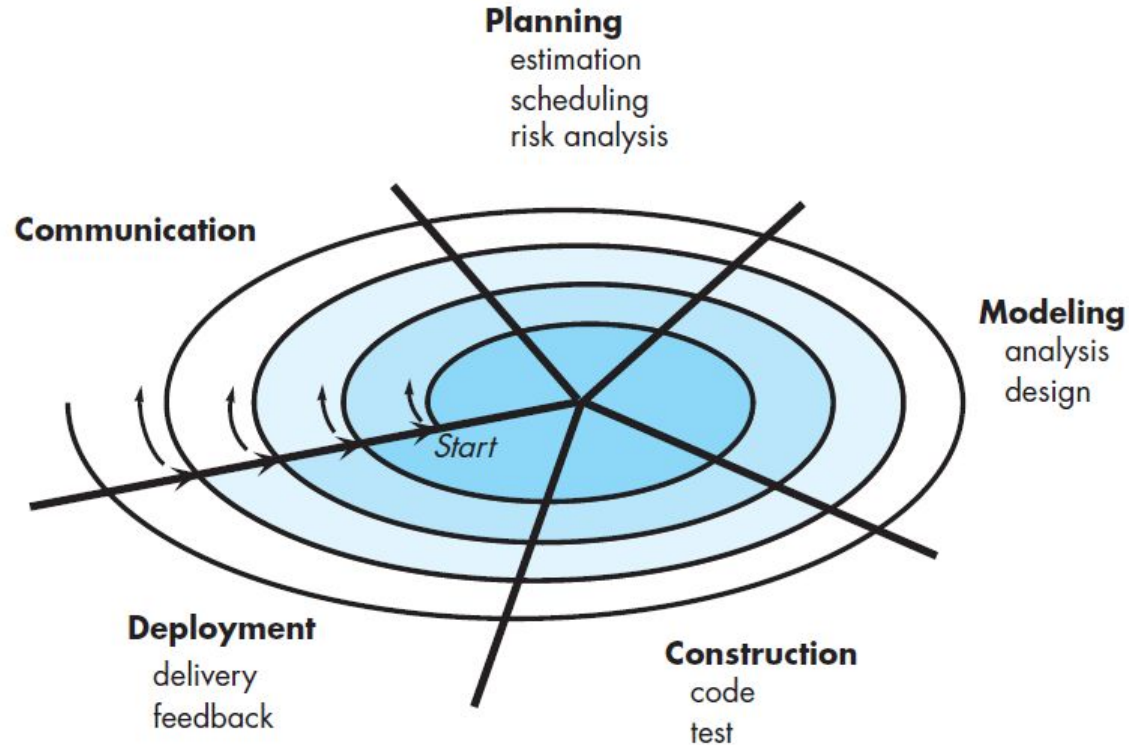 Planning
estimation
scheduling
risk analysis
Communication
Modeling
analysis
design
Start
Deployment
delivery
feedback
Construction
code
test